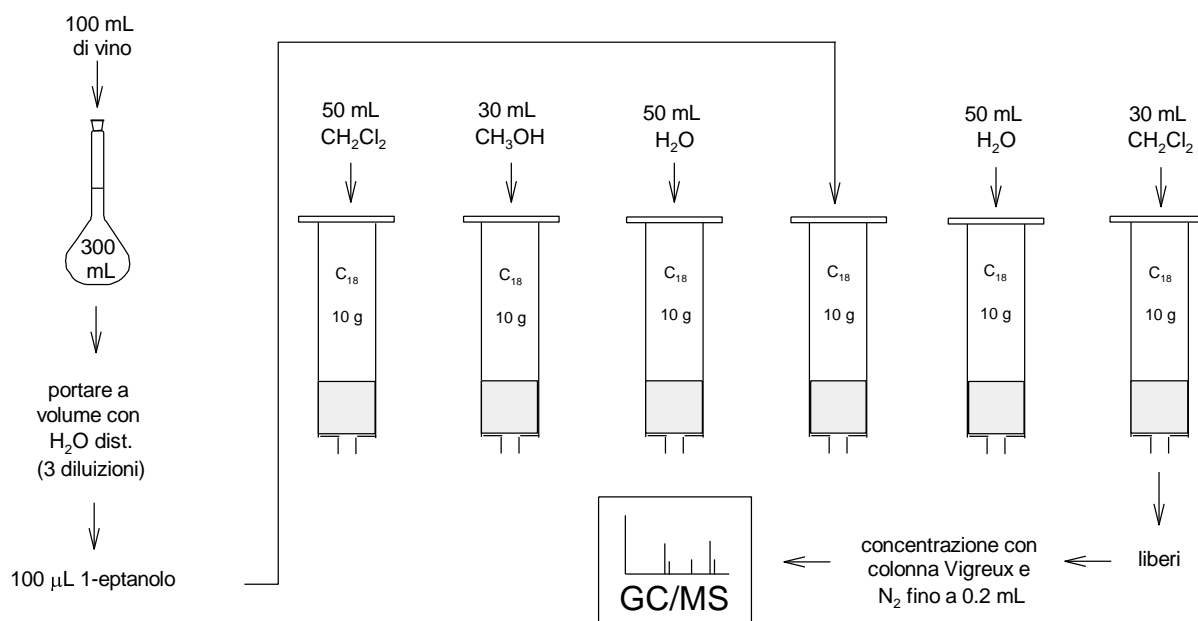 100 mL
di vino
300
mL
portare a
volume con
H₂O dist.
(3 diluizioni)
100 μL 1-eptanolo
50 mL
CH₂Cl₂
30 mL
CH₃OH
50 mL
H₂O
50 mL
H₂O
30 mL
CH₂Cl₂
C₁₈
10 g
C₁₈
10 g
C₁₈
10 g
C₁₈
10 g
C₁₈
10 g
C₁₈
10 g
liberi
concentrazione con
colonna Vigreux e
N₂ fino a 0.2 mL
GC/MS